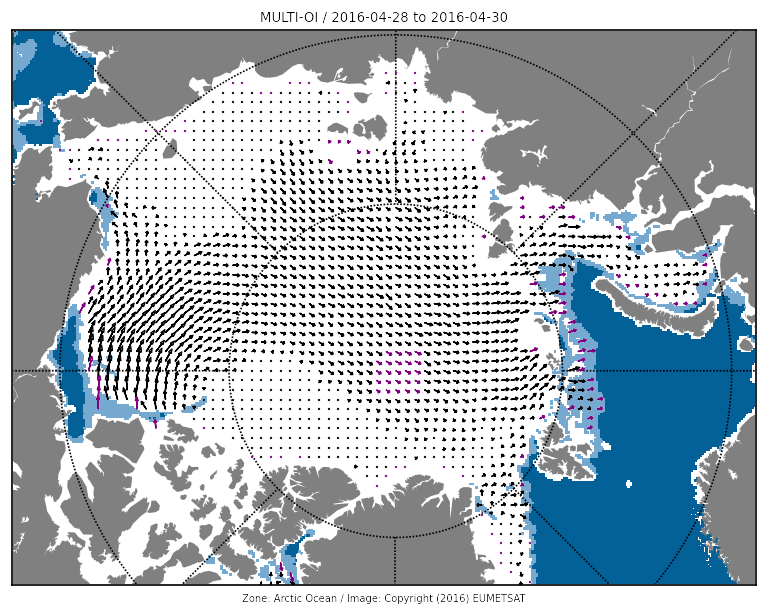 MULTI-OI / 2016-04-28 to 2016-04-30
Zone: Arctic Ocean / Image: Copyright (2016) EUMETSAT